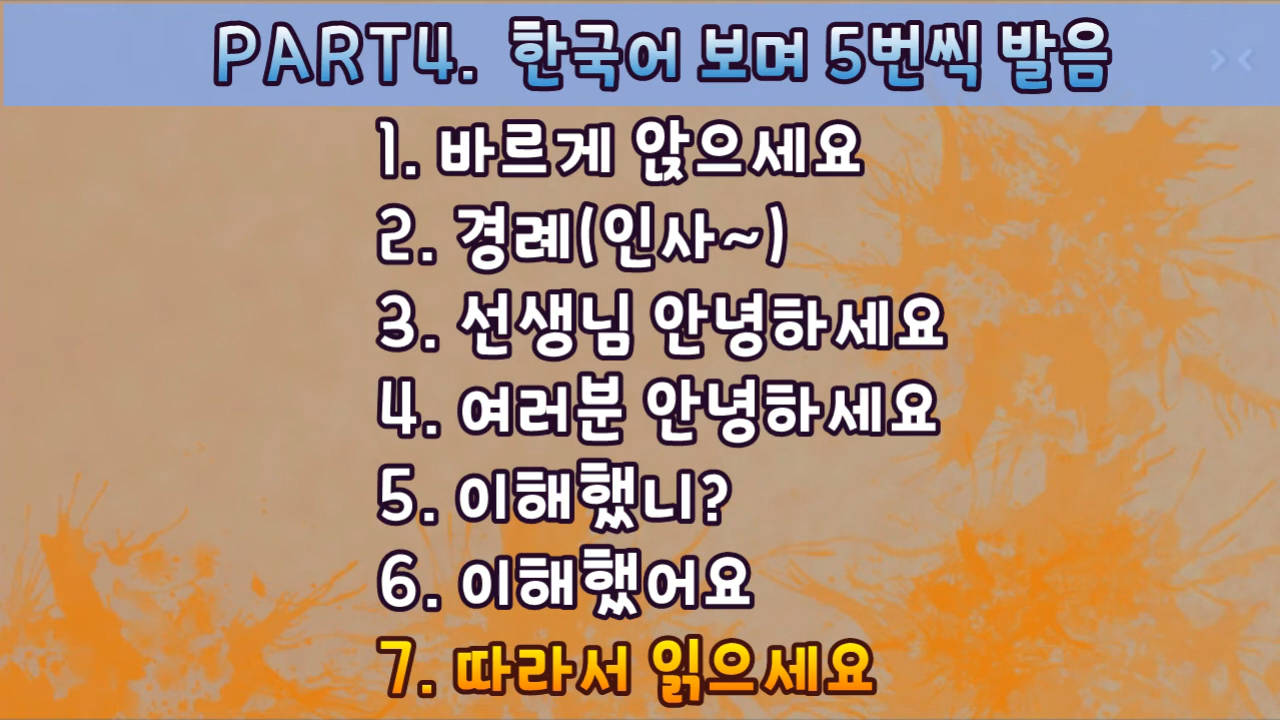 PART4. 한국어 보며 5번씩 발음
1. 바르게 앉으세요
2. 경례(인사~)
3. 선생님 안녕하세요
4. 여러분 안녕하세요
5. 이해했니?
6. 이해했어요
7. 따라서 읽으세요